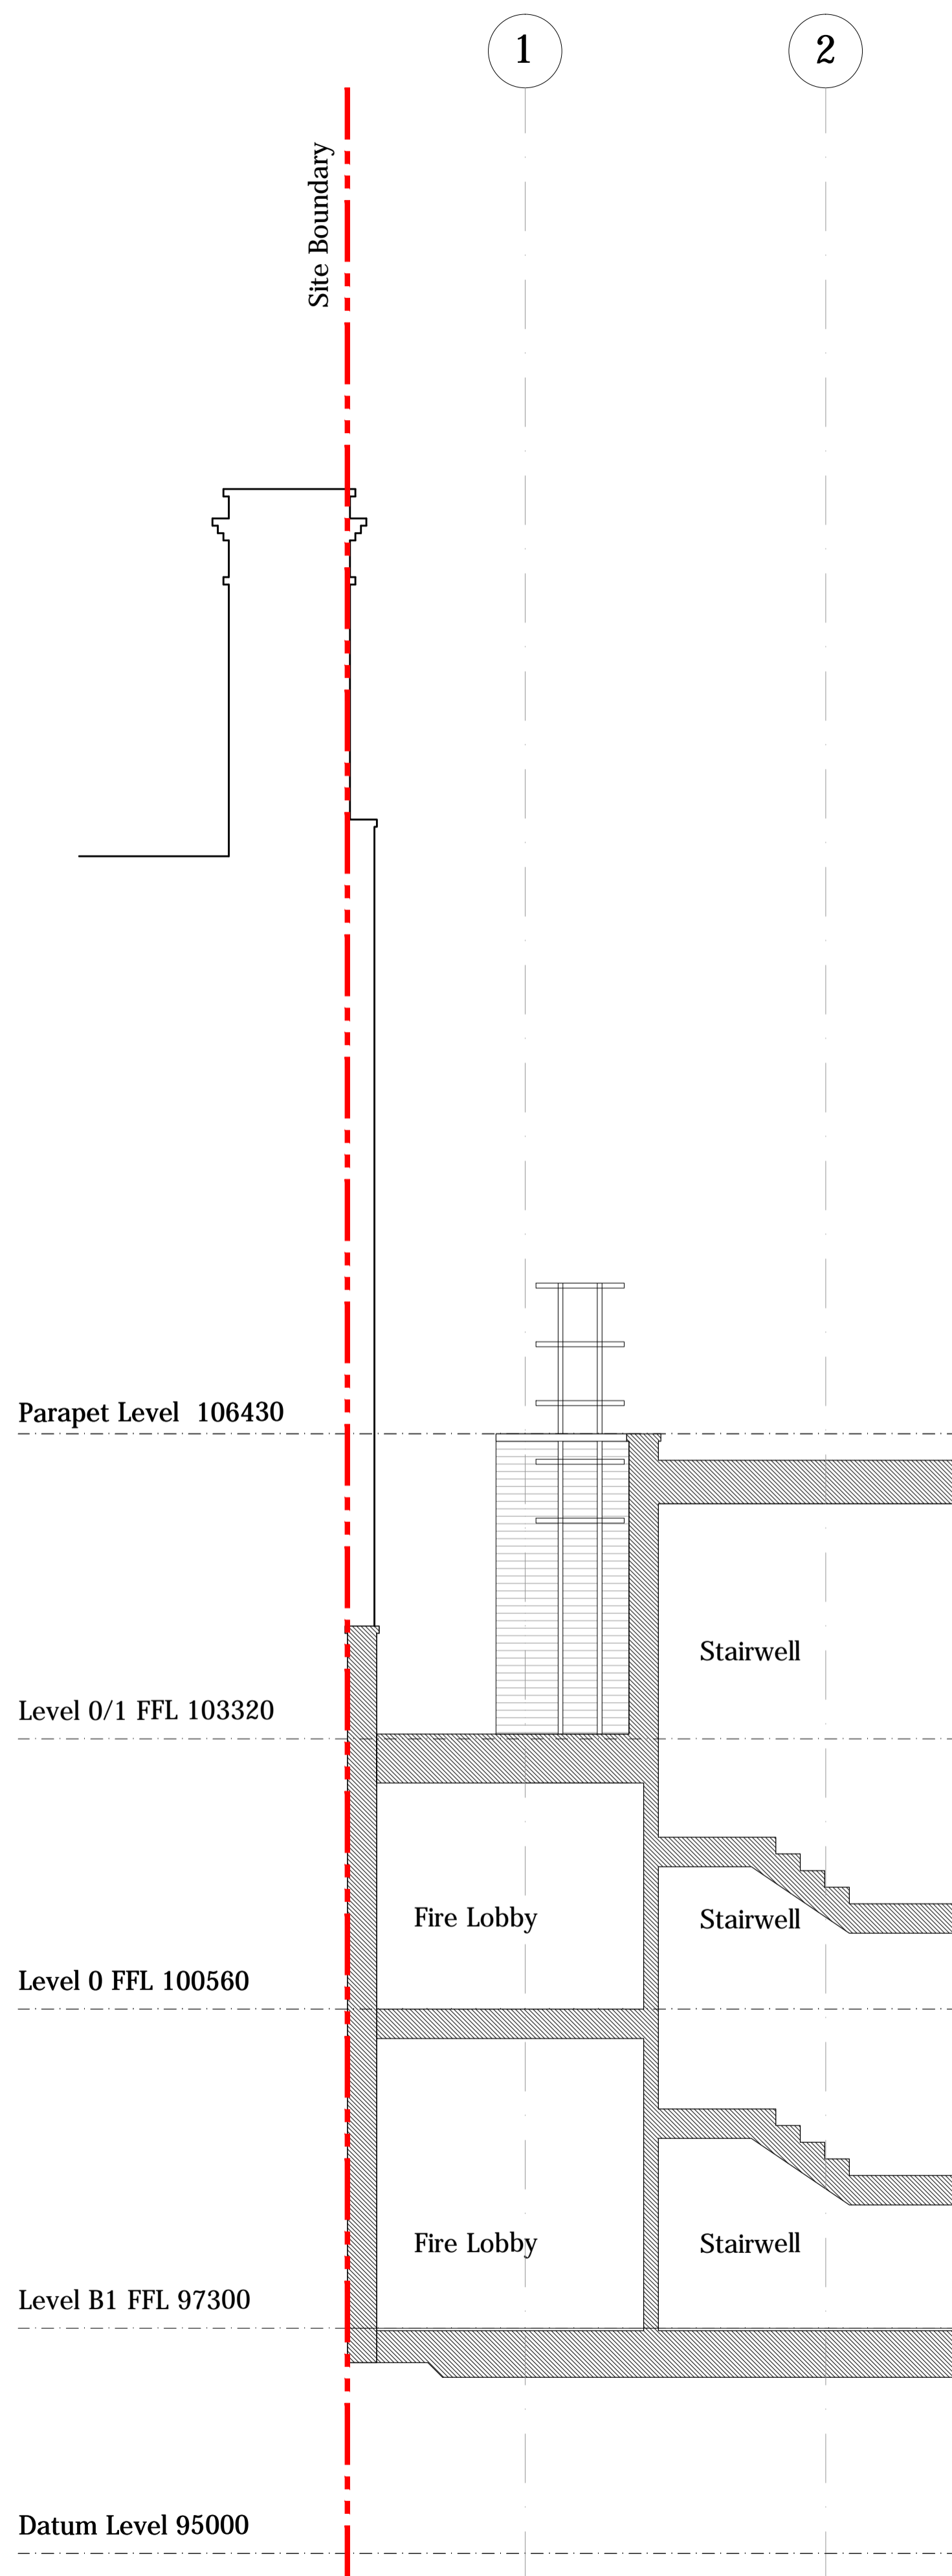 1
2
Site Boundary
Parapet Level 106430
Stairwell
Level 0/1 FFL 103320
Fire Lobby
Stairwell
Level 0 FFL 100560
Fire Lobby
Stairwell
Level B1 FFL 97300
Datum Level 95000